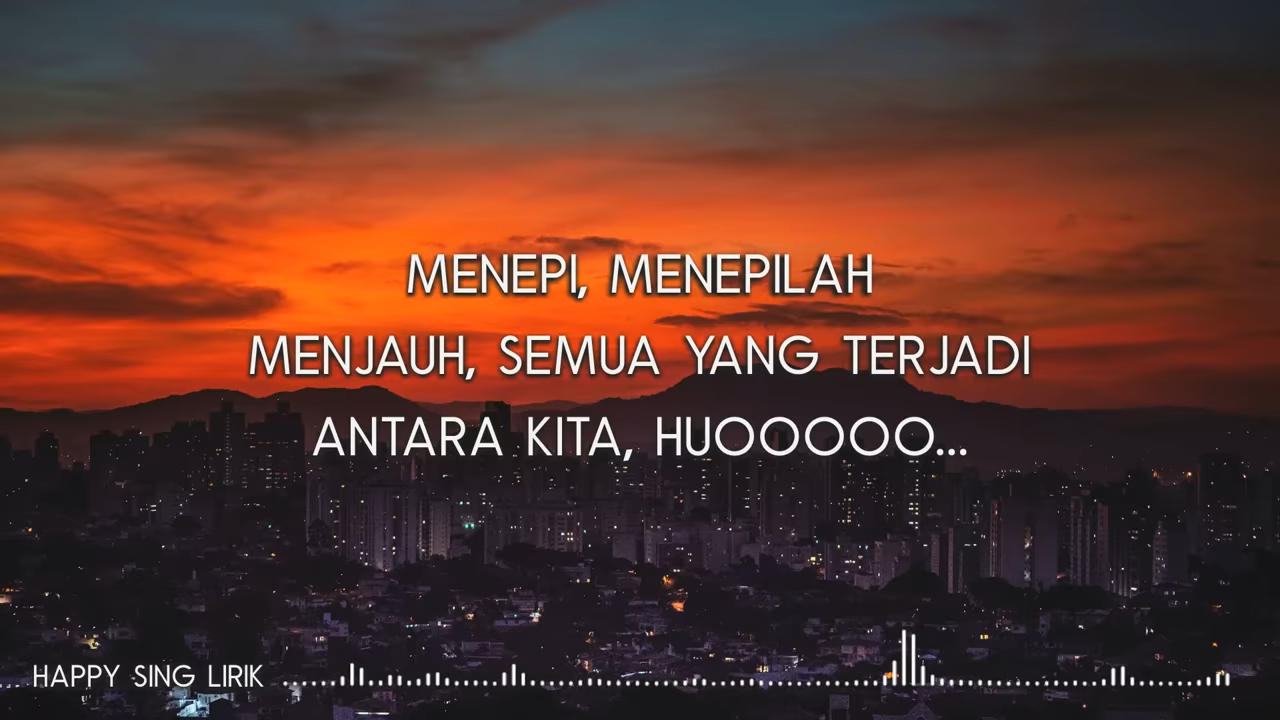 MENEPI, MENEPILAH
MENJAUH, SEMUA YANG TERJADI
ANTARA KITA, HUOOOOO...
HAPPY SING LIRIK